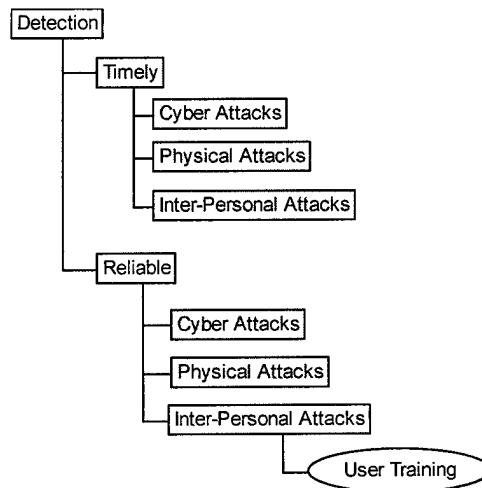 Detection
Timely
Cyber Attacks
Physical Attacks
Inter-Personal Attacks
Reliable
Cyber Attacks
Physical Attacks
Inter-Personal Attacks
User Training